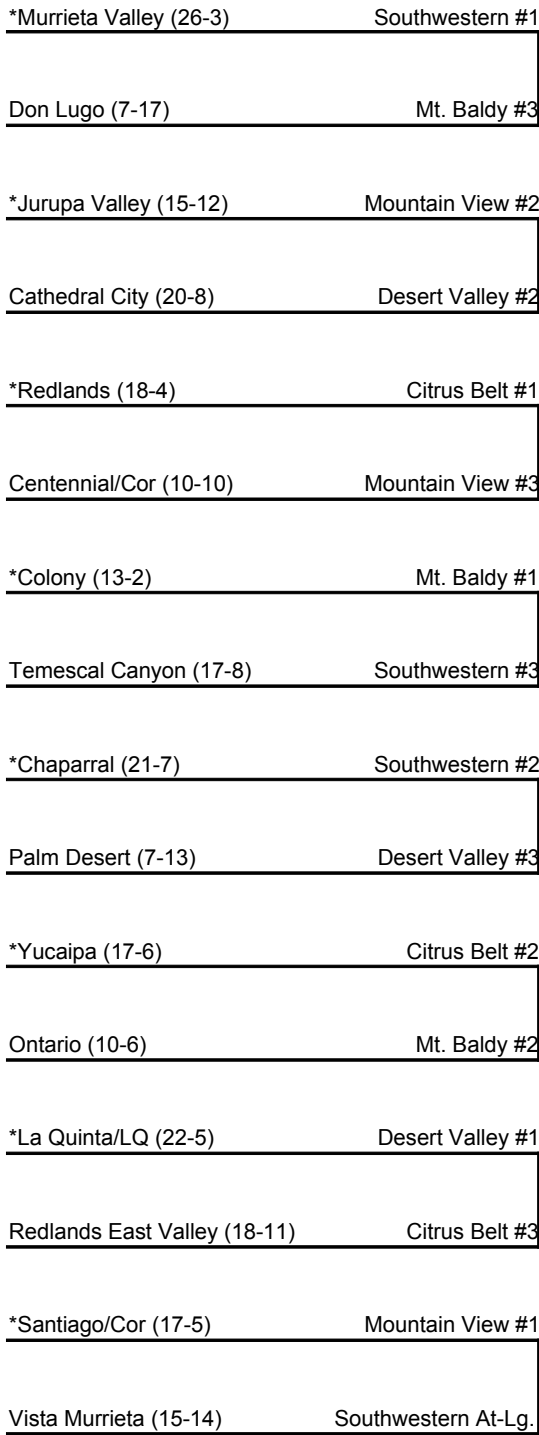 *Murrieta Valley (26-3) Southwestern #1
Don Lugo (7-17) Mt. Baldy #3
*Jurupa Valley (15-12) Mountain View #2
Cathedral City (20-8) Desert Valley #2
*Redlands (18-4) Citrus Belt #1
Centennial/Cor (10-10) Mountain View #3
*Colony (13-2) Mt. Baldy #1
Temescal Canyon (17-8) Southwestern #3
*Chaparral (21-7) Southwestern #2
Palm Desert (7-13) Desert Valley #3
*Yucaipa (17-6) Citrus Belt #2
Ontario (10-6) Mt. Baldy #2
*La Quinta/LQ (22-5) Desert Valley #1
Redlands East Valley (18-11) Citrus Belt #3
*Santiago/Cor (17-5) Mountain View #1
Vista Murrieta (15-14) Southwestern At-Lg.